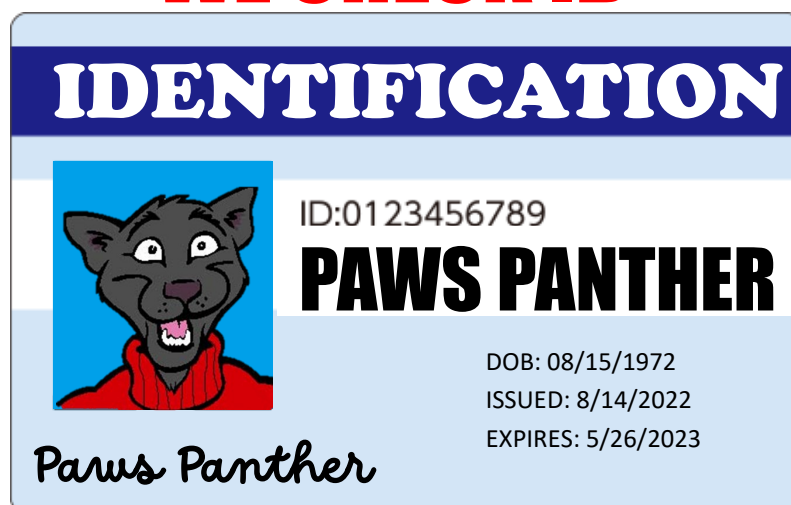 IDENTIFICATION
ID:0123456789
PAWS PANTHER
DOB: 08/15/1972
ISSUED: 8/14/2022
EXPIRES: 5/26/2023
Paws Panther